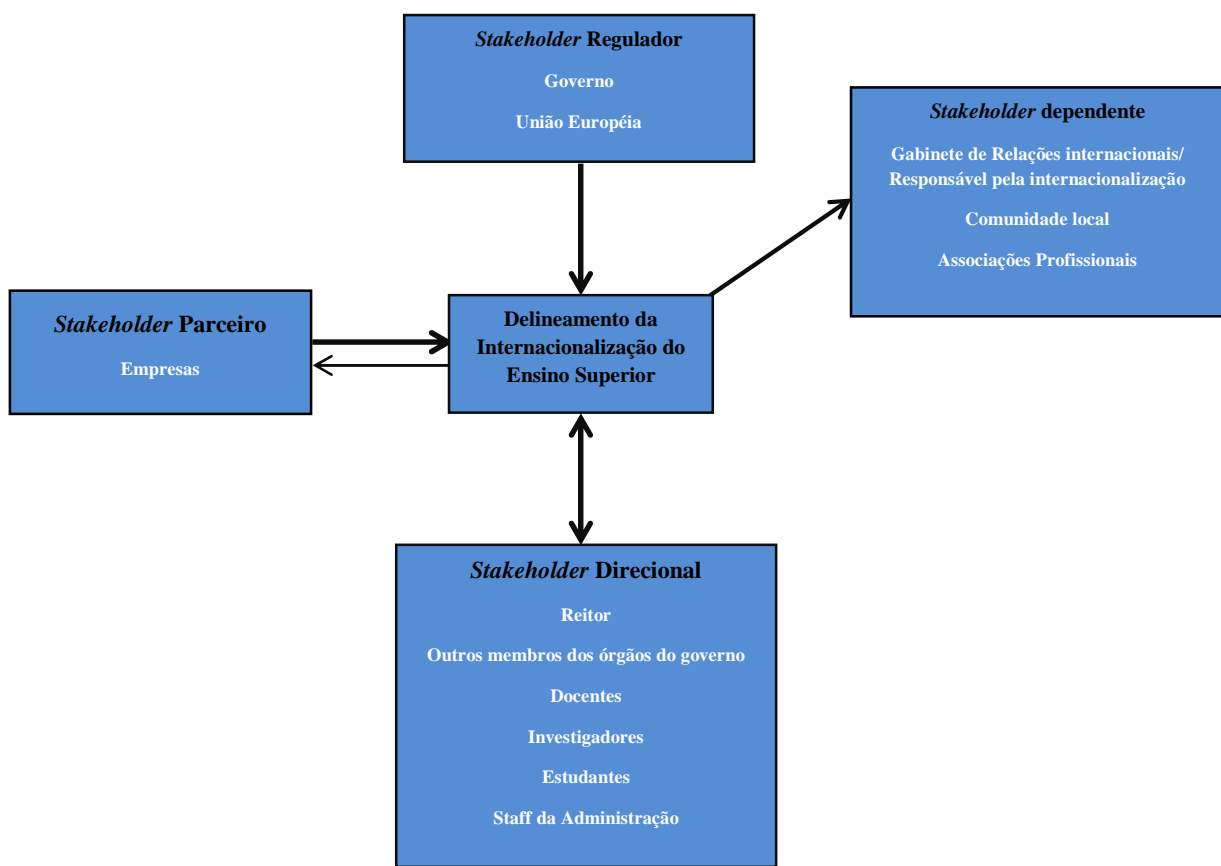 Stakeholder Regulador
Governo
União Européia
Stakeholder dependente
Gabinete de Relações internacionais/
Responsável pela internacionalização
Comunidade local
Associações Profissionais
Stakeholder Parceiro
Empresas
Delineamento da
Internacionalização do
Ensino Superior
Stakeholder Direcional
Reitor
Outros membros dos órgãos do governo
Docentes
Investigadores
Estudantes
Staff da Administração